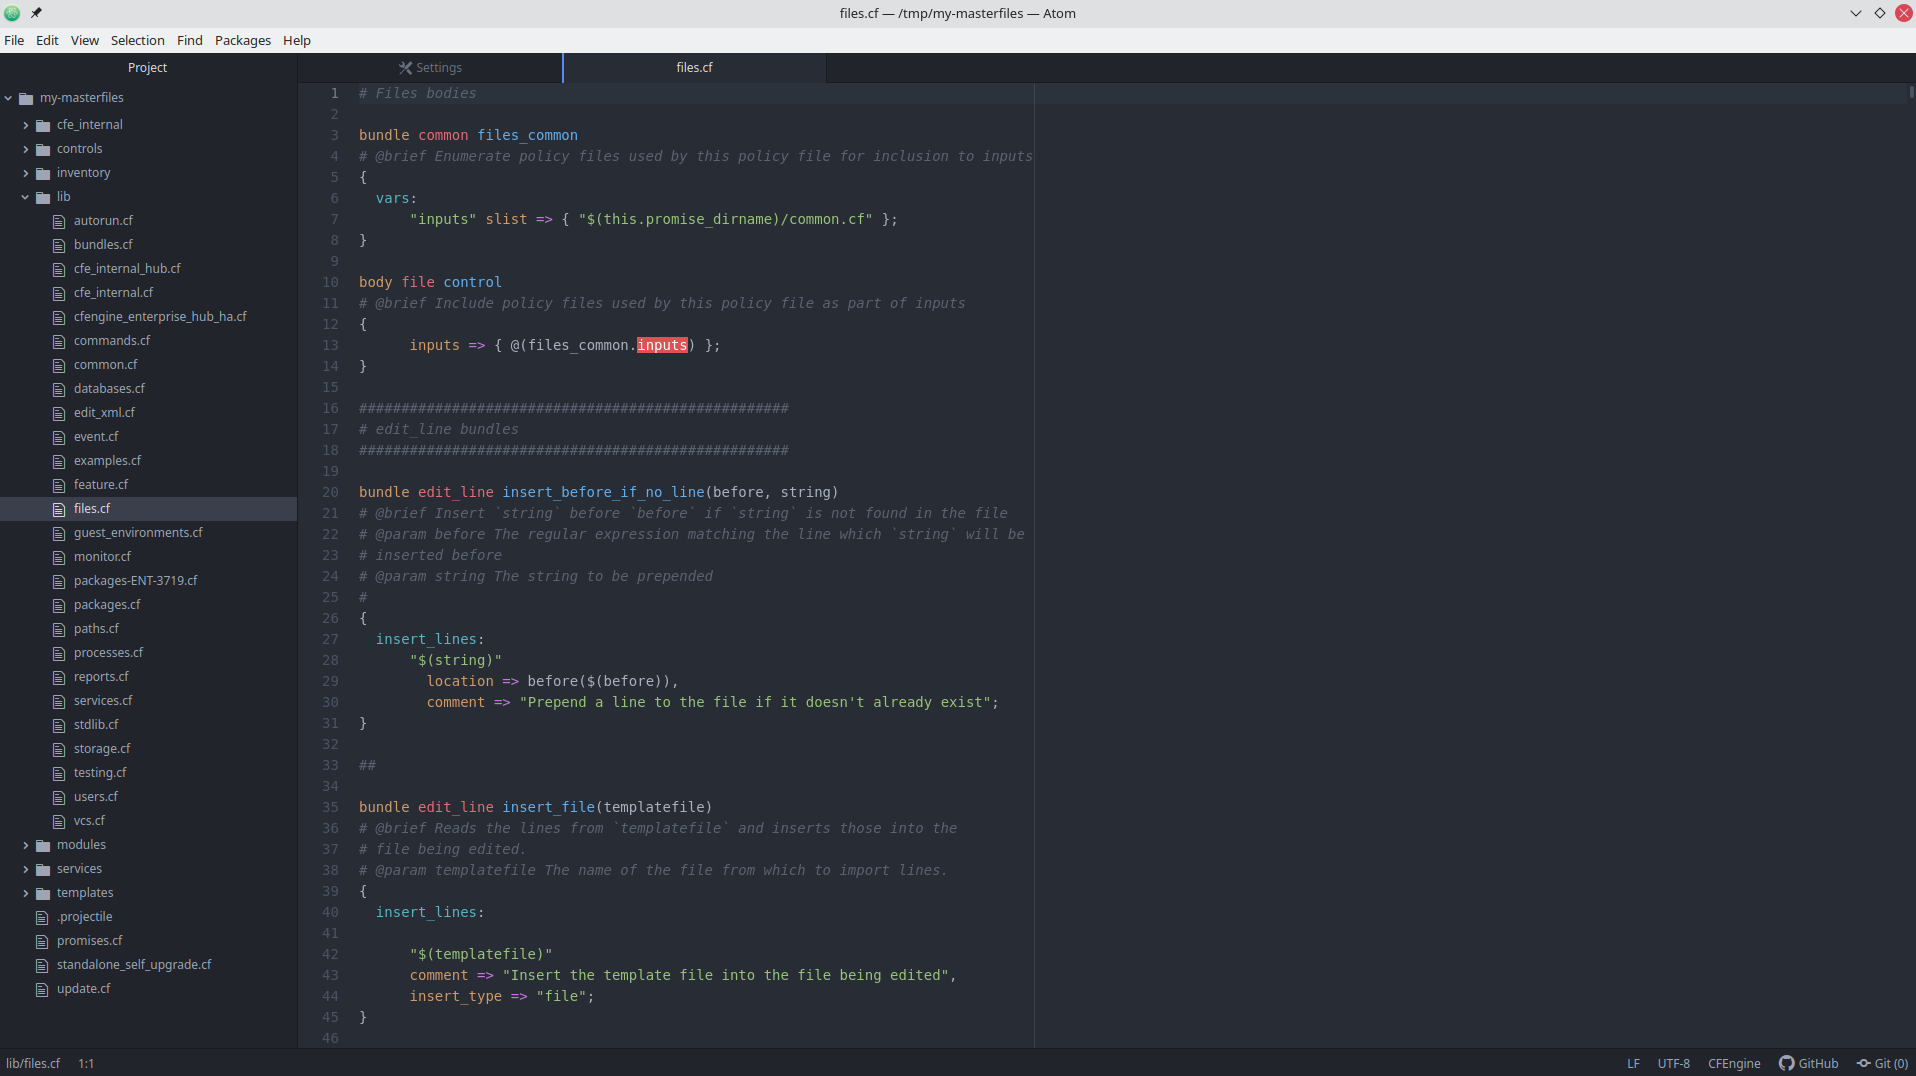 files.cf — /tmp/my-masterfiles — Atom
File Edit View Selection Find Packages Help
Project
my-masterfiles
cfe_internal
controls
inventory
lib
autorun.cf
bundles.cf
cfe_internal_hub.cf
cfe_internal.cf
cfengine_enterprise_hub_ha.cf
commands.cf
common.cf
databases.cf
edit_xml.cf
event.cf
examples.cf
feature.cf
files.cf
guest_environments.cf
monitor.cf
packages-ENT-3719.cf
packages.cf
paths.cf
processes.cf
reports.cf
services.cf
stdlib.cf
storage.cf
testing.cf
users.cf
vcs.cf
modules
services
templates
.projectile
promises.cf
standalone_self_upgrade.cf
update.cf
Settings
files.cf
1 # Files bodies
2
3 bundle common files_common
4 # @brief Enumerate policy files used by this policy file for inclusion to inputs
5 {
6   vars:
7       "inputs" slist => { "$(this.promise_dirname)/common.cf" };
8 }
9
10 body file control
11 # @brief Include policy files used by this policy file as part of inputs
12 {
13       inputs => { @(files_common.inputs) };
14 }
15
16 ###################################################
17 # edit_line bundles
18 ###################################################
19
20 bundle edit_line insert_before_if_no_line(before, string)
21 # @brief Insert `string` before `before` if `string` is not found in the file
22 # @param before The regular expression matching the line which `string` will be
23 # inserted before
24 # @param string The string to be prepended
25 #
26 {
27   insert_lines:
28       "$(string)"
29         location => before($(before)),
30         comment => "Prepend a line to the file if it doesn't already exist";
31 }
32
33 ##
34
35 bundle edit_line insert_file(templatefile)
36 # @brief Reads the lines from `templatefile` and inserts those into the
37 # file being edited.
38 # @param templatefile The name of the file from which to import lines.
39 {
40   insert_lines:
41
42       "$(templatefile)"
43       comment => "Insert the template file into the file being edited",
44       insert_type => "file";
45 }
46
lib/files.cf 1:1
LF UTF-8 CFEngine GitHub Git (0)